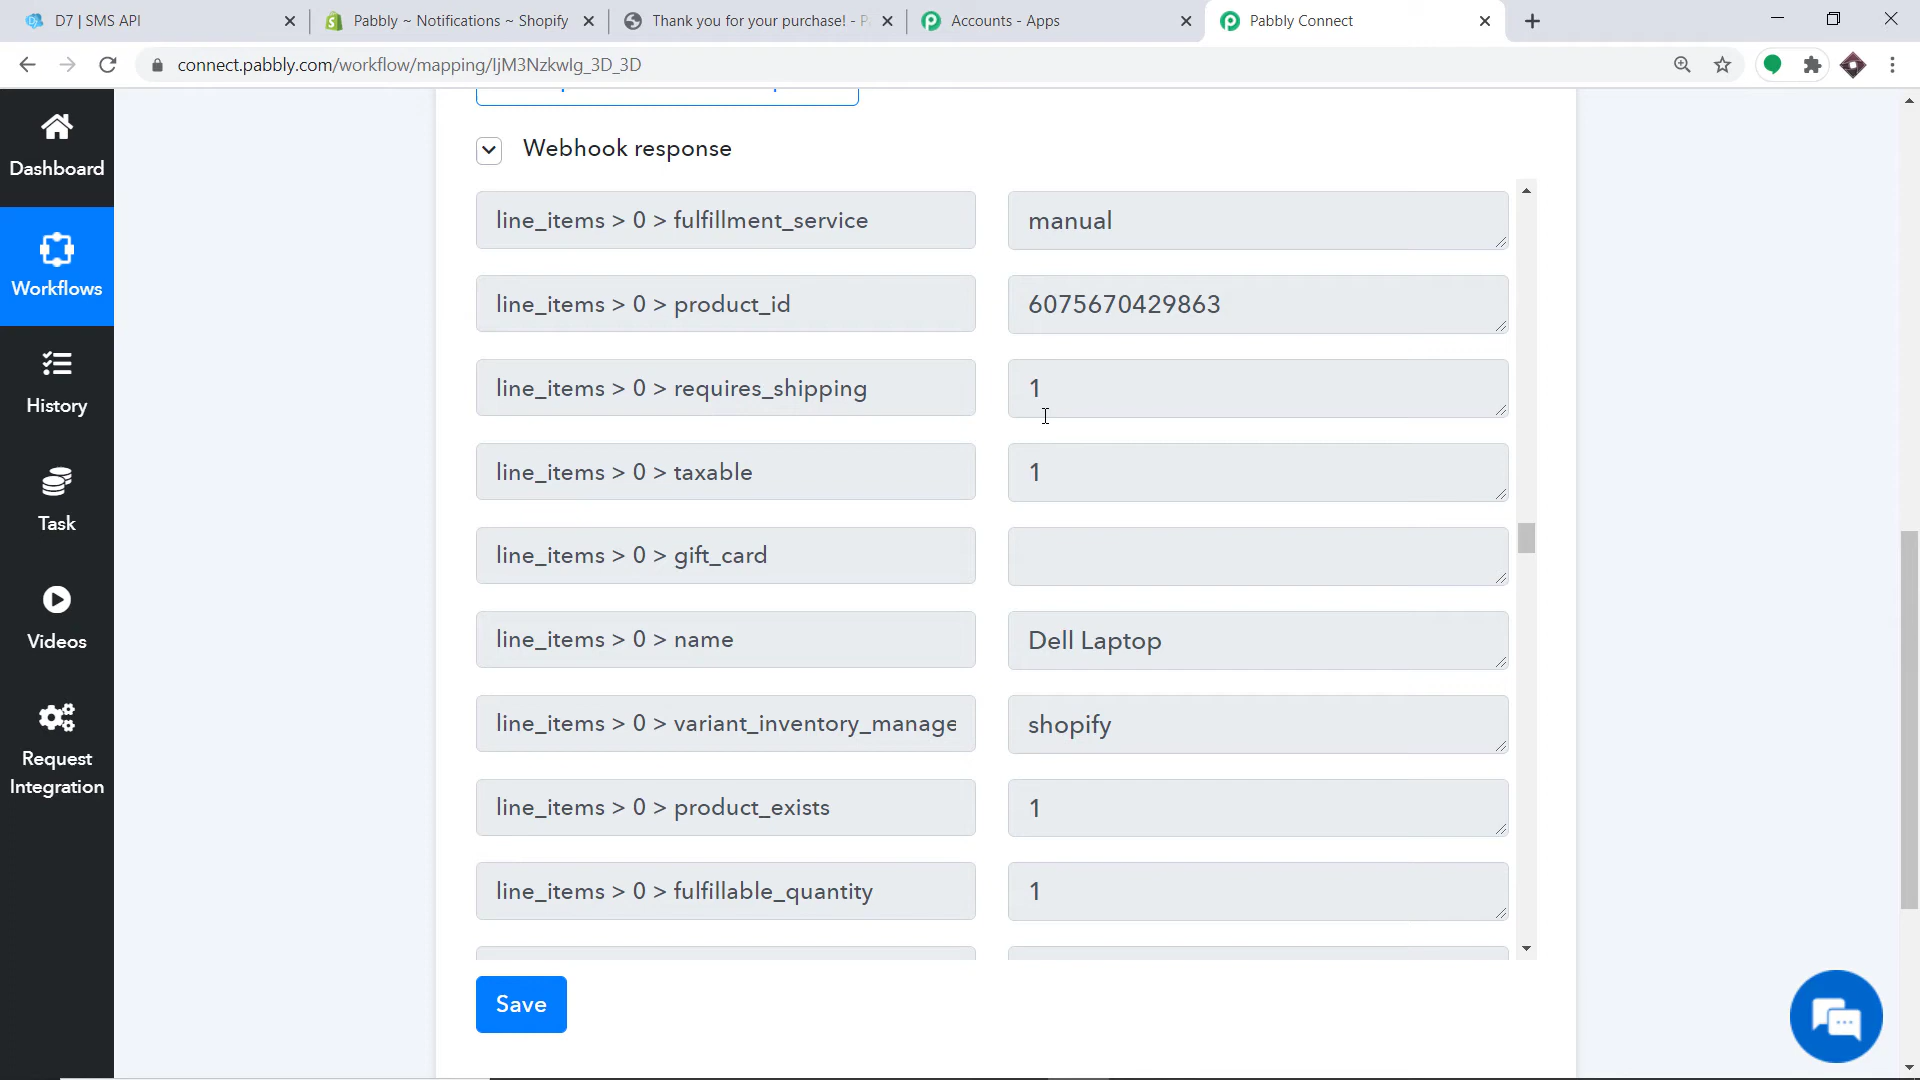 D7 | SMS API
Pabbly ~ Notifications ~ Shopify
Thank you for your purchase! - P
Accounts - Apps
Pabbly Connect
connect.pabbly.com/workflow/mapping/IjM3NzkwIg_3D_3D
Dashboard
Workflows
History
Task
Videos
Request
Integration
Webhook response
line_items > 0 > fulfillment_service
manual
line_items > 0 > product_id
6075670429863
line_items > 0 > requires_shipping
1
line_items > 0 > taxable
1
line_items > 0 > gift_card
line_items > 0 > name
Dell Laptop
line_items > 0 > variant_inventory_manage
shopify
line_items > 0 > product_exists
1
line_items > 0 > fulfillable_quantity
1
Save